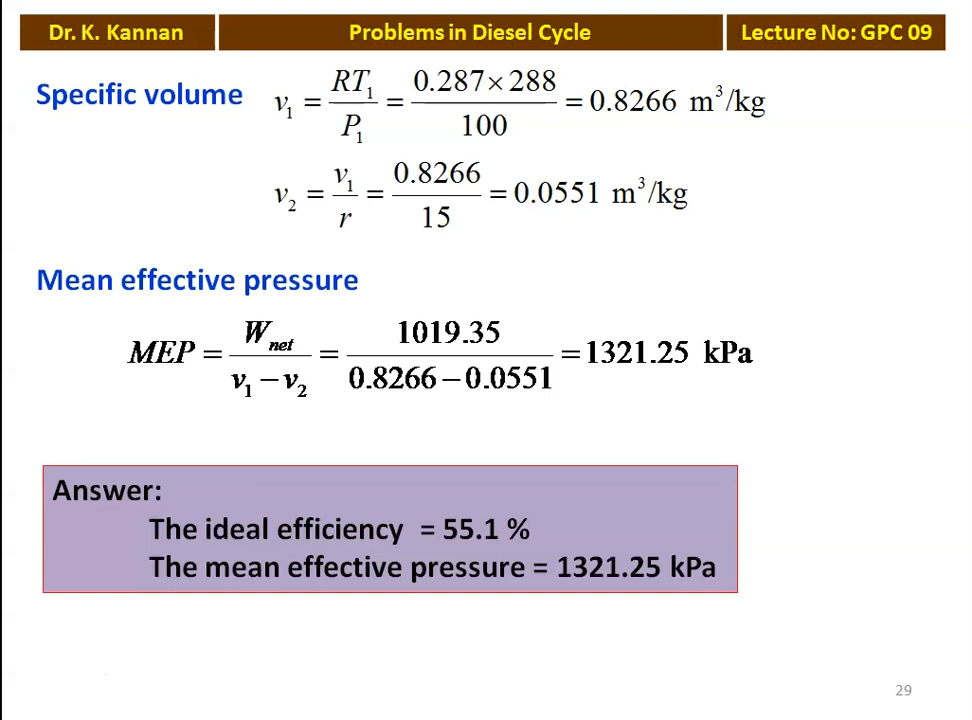 Dr. K. Kannan Problems in Diesel Cycle Lecture No: GPC 09
Specific volume v₁ = RT₁ / P₁ = 0.287 × 288 / 100 = 0.8266 m³/kg
v₂ = v₁ / r = 0.8266 / 15 = 0.0551 m³/kg
Mean effective pressure
MEP = Wnet / v₁ − v₂ = 1019.35 / 0.8266 − 0.0551 = 1321.25 kPa
Answer:
The ideal efficiency = 55.1 %
The mean effective pressure = 1321.25 kPa
29